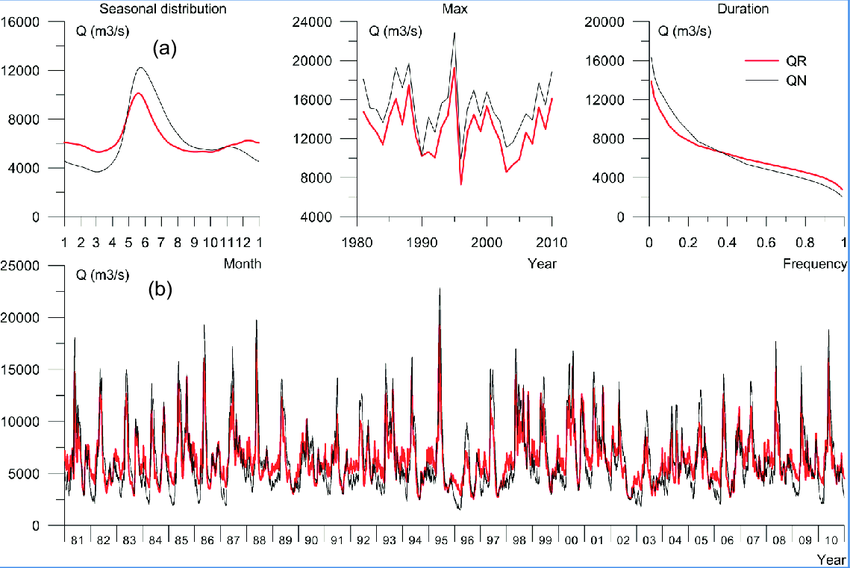 Seasonal distribution Max Duration
16000 24000 20000
Q (m3/s) (a) Q (m3/s) Q (m3/s)
QR
QN
12000 20000 16000
8000 16000 12000
4000 12000 8000
8000 4000
0 4000 0
1 2 3 4 5 6 7 8 9 10 11 12 1 1980 1990 2000 2010 0 0.2 0.4 0.6 0.8 1
Month Year Frequency
25000
Q (m3/s) (b)
20000
15000
10000
5000
0
81 82 83 84 85 86 87 88 89 90 91 92 93 94 95 96 97 98 99 00 01 02 03 04 05 06 07 08 09 10
Year